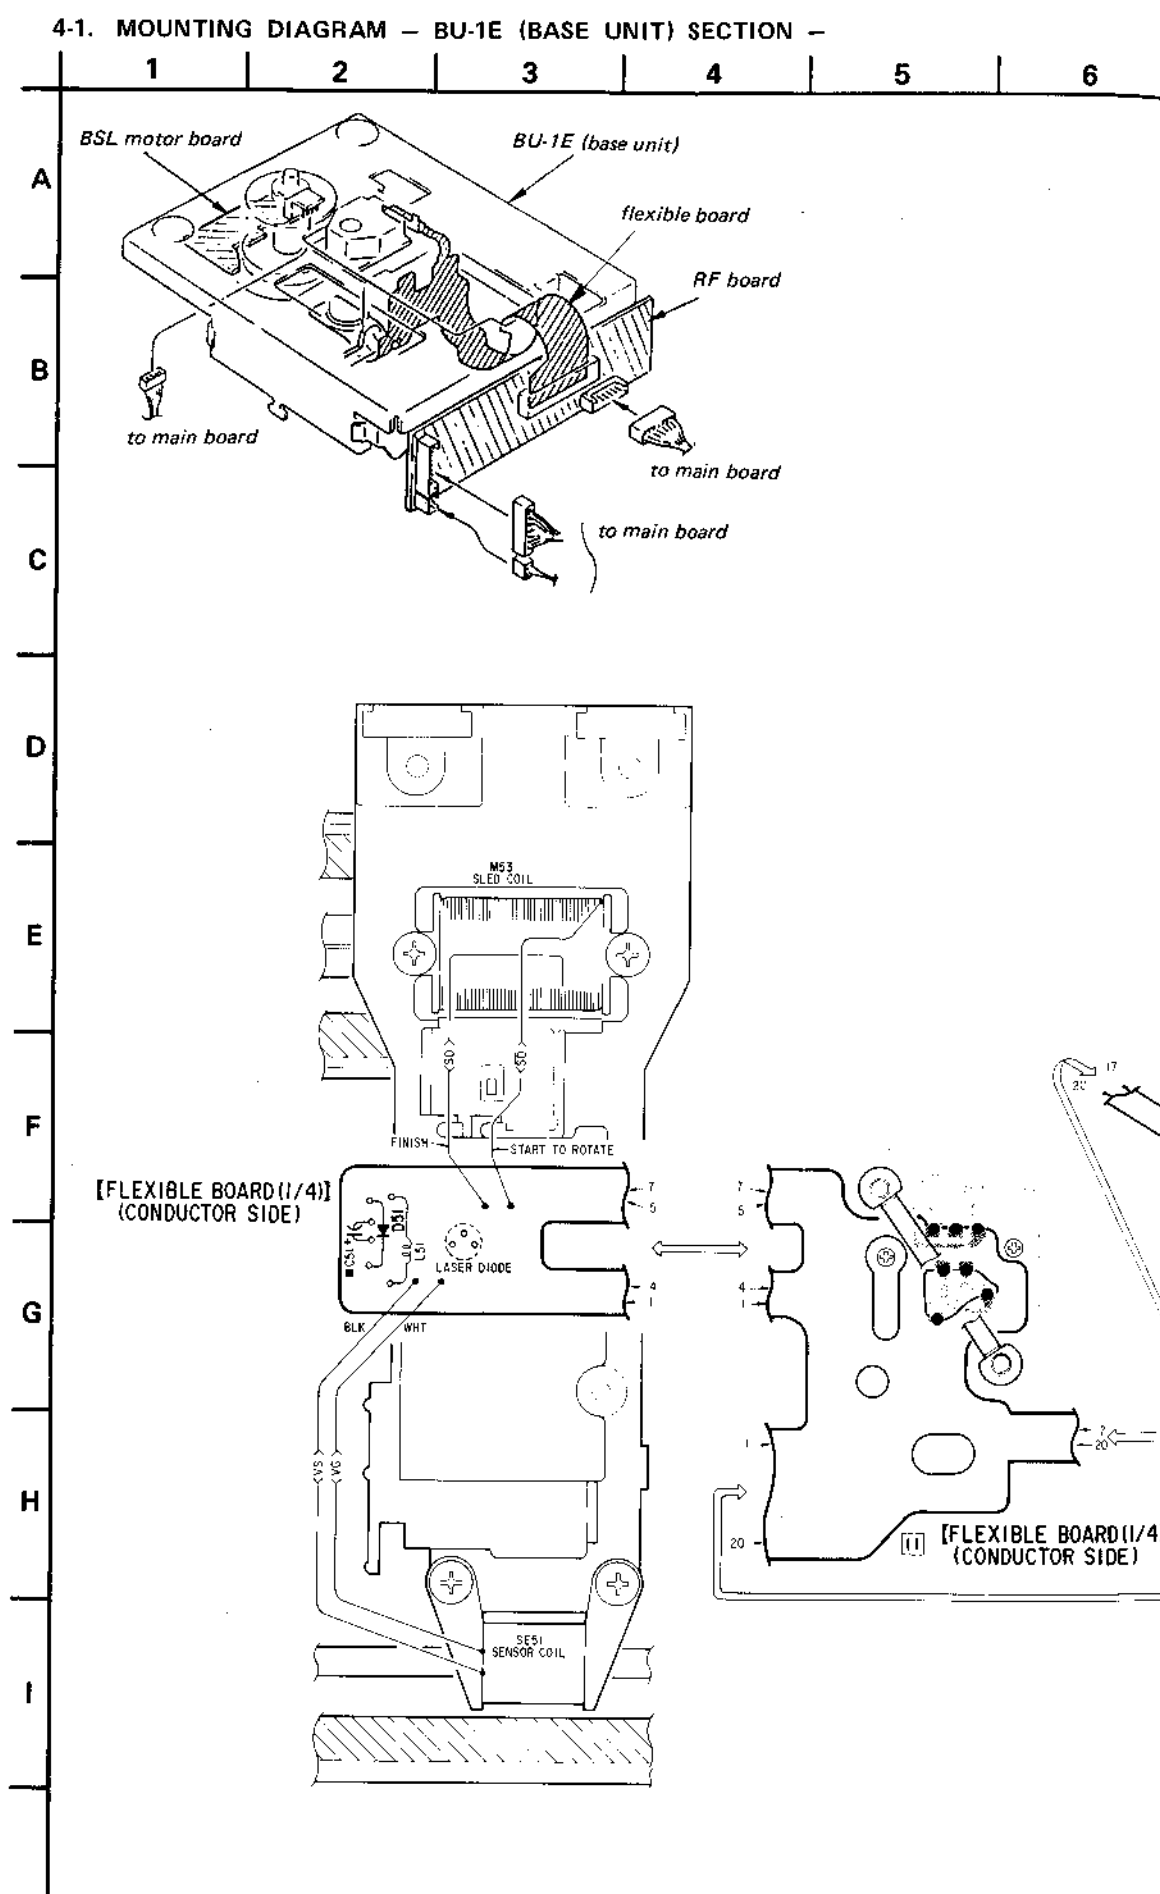 4-1. MOUNTING DIAGRAM – BU-1E (BASE UNIT) SECTION –
1 2 3 4 5 6
A
B
C
D
E
F
G
H
I
BSL motor board
BU-1E (base unit)
flexible board
RF board
to main board
to main board
to main board
M53
SLED COIL
SD
SD
FINISH
START TO ROTATE
[FLEXIBLE BOARD(1/4)]
(CONDUCTOR SIDE)
C51
16
D51
L51
LASER DIODE
BLK
WHT
7
5
4
1
7
5
4
1
17
20
1
20
2
20
VS
VG
[FLEXIBLE BOARD(1/4
(CONDUCTOR SIDE)
SE51
SENSOR COIL